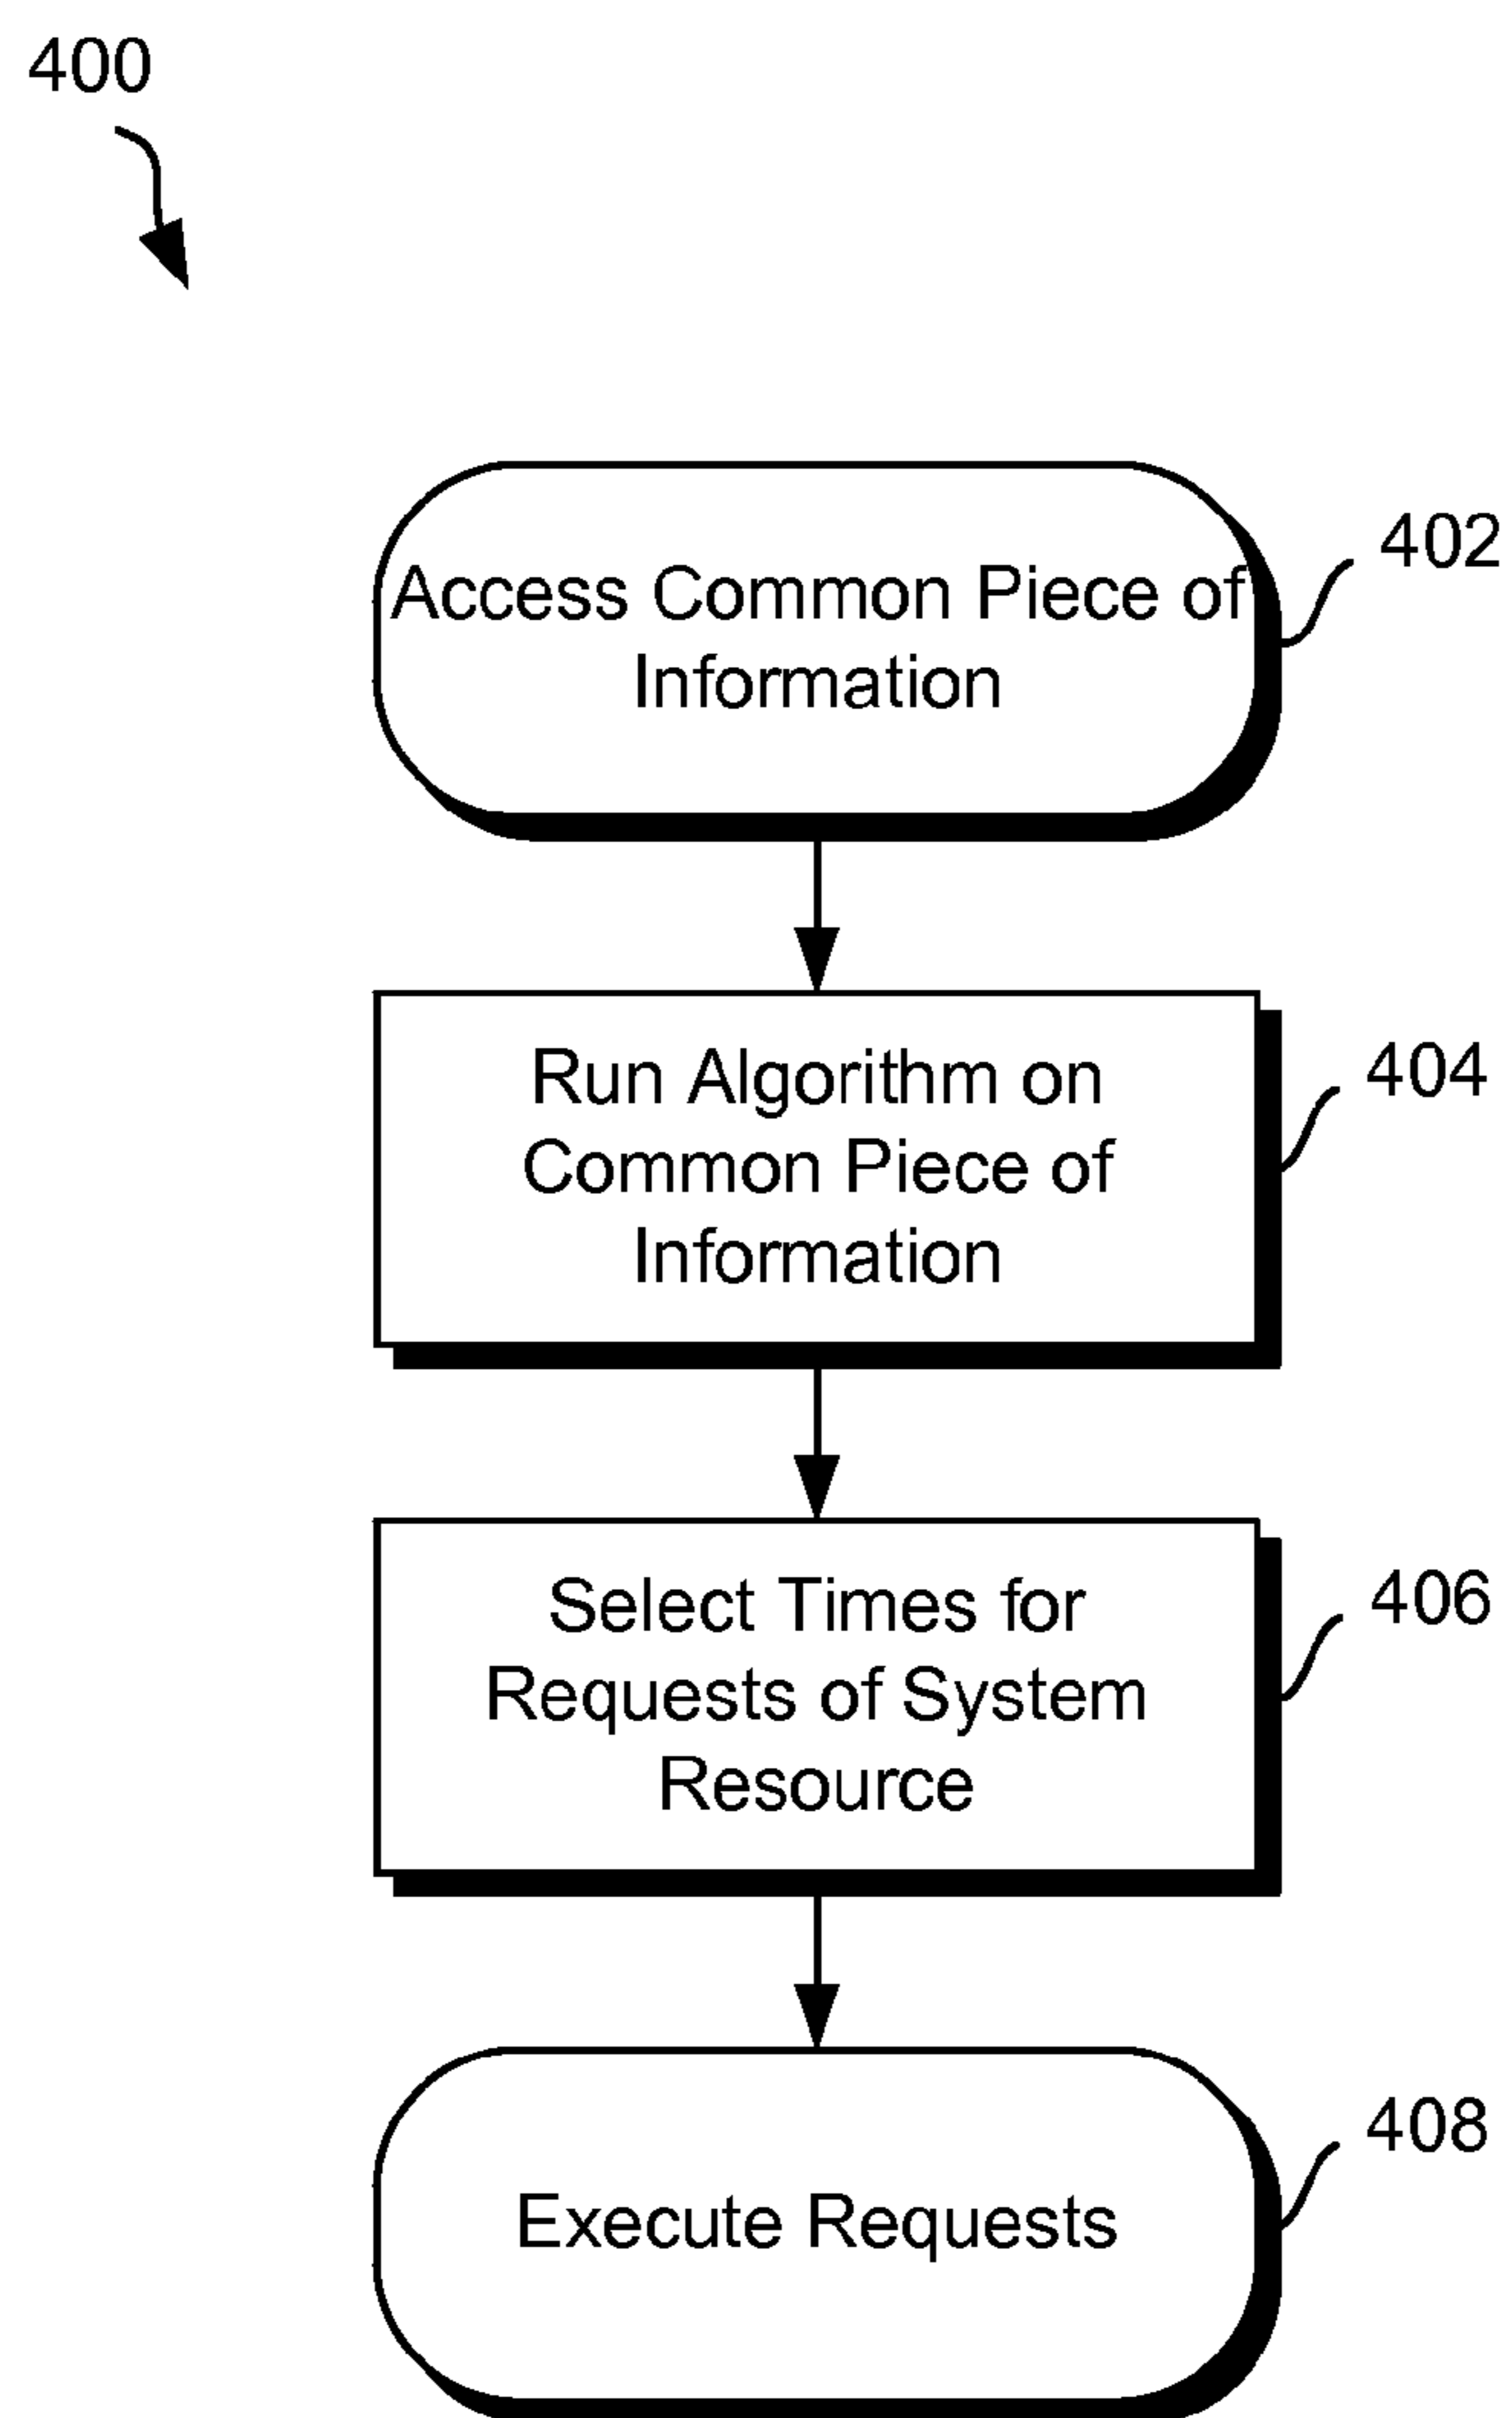 400
Access Common Piece of
Information
402
Run Algorithm on
Common Piece of
Information
404
Select Times for
Requests of System
Resource
406
Execute Requests
408